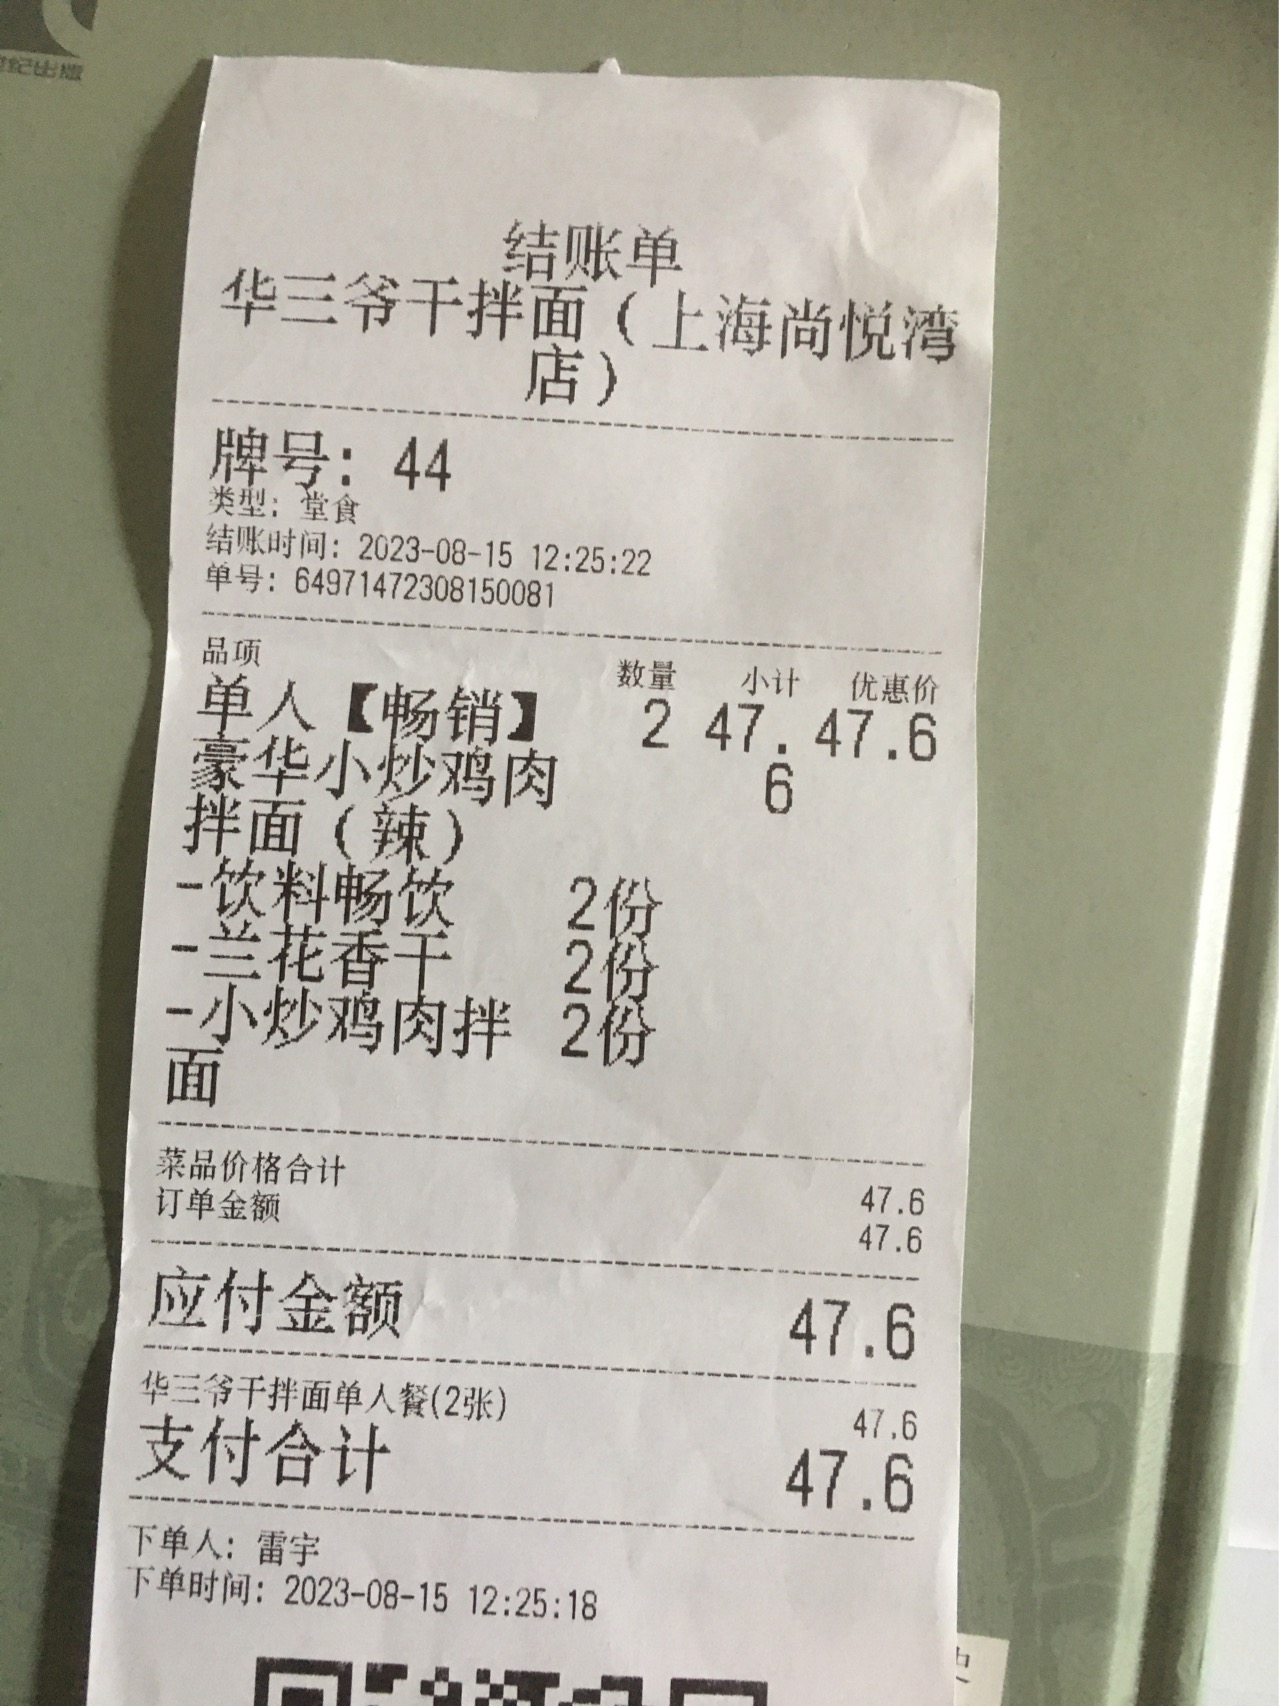 世纪出版
结账单
华三爷干拌面（上海尚悦湾
店）
牌号: 44
类型: 堂食
结账时间: 2023-08-15 12:25:22
单号: 64971472308150081
品项 数量 小计 优惠价
单人【畅销】 2 47. 47.6
豪华小炒鸡肉 6
拌面（辣）
-饮料畅饮 2份
-兰花香干 2份
-小炒鸡肉拌 2份
面
菜品价格合计 47.6
订单金额 47.6
应付金额 47.6
华三爷干拌面单人餐(2张) 47.6
支付合计 47.6
下单人: 雷宇
下单时间: 2023-08-15 12:25:18
史